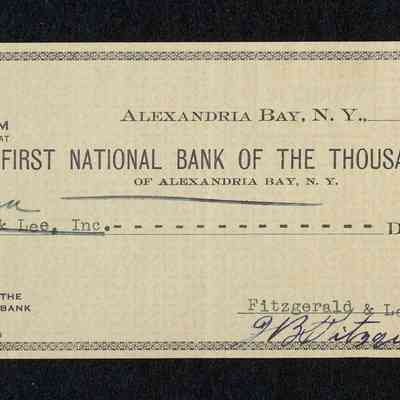 M
ALEXANDRIA BAY, N. Y.,
AT
FIRST NATIONAL BANK OF THE THOUSA
OF ALEXANDRIA BAY, N. Y.
& Lee, Inc. - - - - - - - - - - - - - - - - D
THE
BANK
Fitzgerald & Le